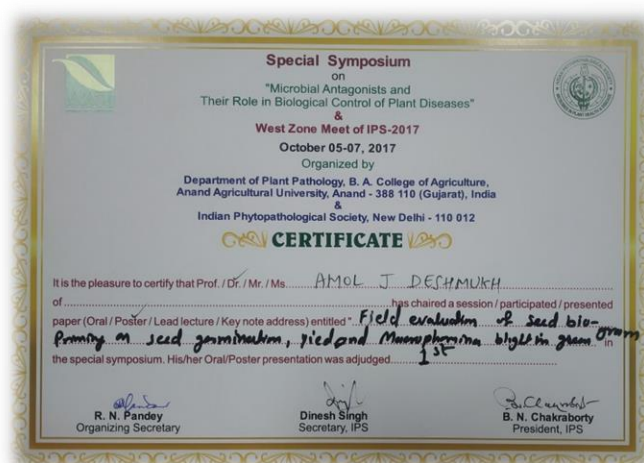 Special Symposium
on
"Microbial Antagonists and
Their Role in Biological Control of Plant Diseases"
&
West Zone Meet of IPS-2017
October 05-07, 2017
Organized by
Department of Plant Pathology, B. A. College of Agriculture,
Anand Agricultural University, Anand - 388 110 (Gujarat), India
&
Indian Phytopathological Society, New Delhi - 110 012
CERTIFICATE
It is the pleasure to certify that Prof. / Dr. / Mr. / Ms. AMOL J DESHMUKH
of has chaired a session / participated / presented
paper (Oral / Poster / Lead lecture / Key note address) entitled " Field evaluation of seed bio-
Priming on seed germination, yield and Macrophomina blight in green gram in
the special symposium. His/her Oral/Poster presentation was adjudged 1st
R. N. Pandey
Organizing Secretary
Dinesh Singh
Secretary, IPS
B. N. Chakraborty
President, IPS